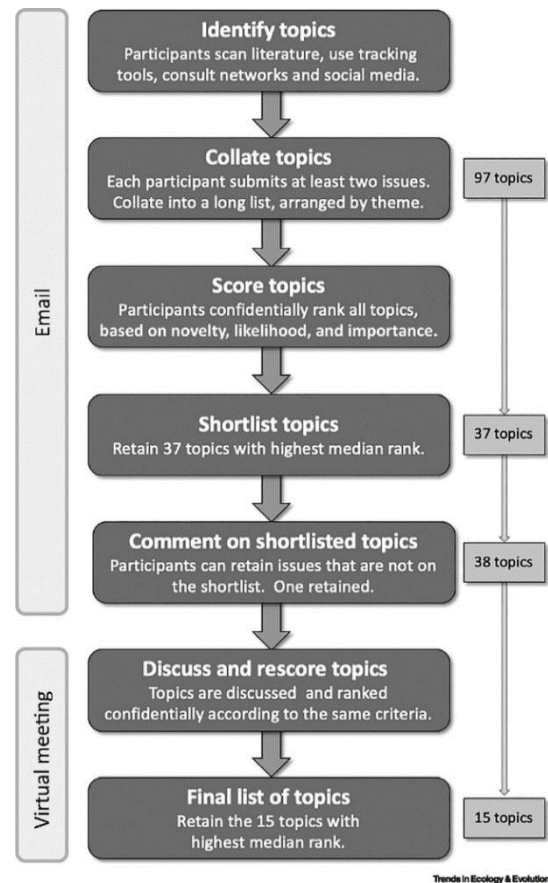 Identify topics
Participants scan literature, use tracking
tools, consult networks and social media.
Collate topics
Each participant submits at least two issues.
Collate into a long list, arranged by theme.
97 topics
Score topics
Participants confidentially rank all topics,
based on novelty, likelihood, and importance.
Email
Shortlist topics
Retain 37 topics with highest median rank.
37 topics
Comment on shortlisted topics
Participants can retain issues that are not on
the shortlist. One retained.
38 topics
Discuss and rescore topics
Topics are discussed and ranked
confidentially according to the same criteria.
Virtual meeting
Final list of topics
Retain the 15 topics with
highest median rank.
15 topics
Trends in Ecology & Evolution